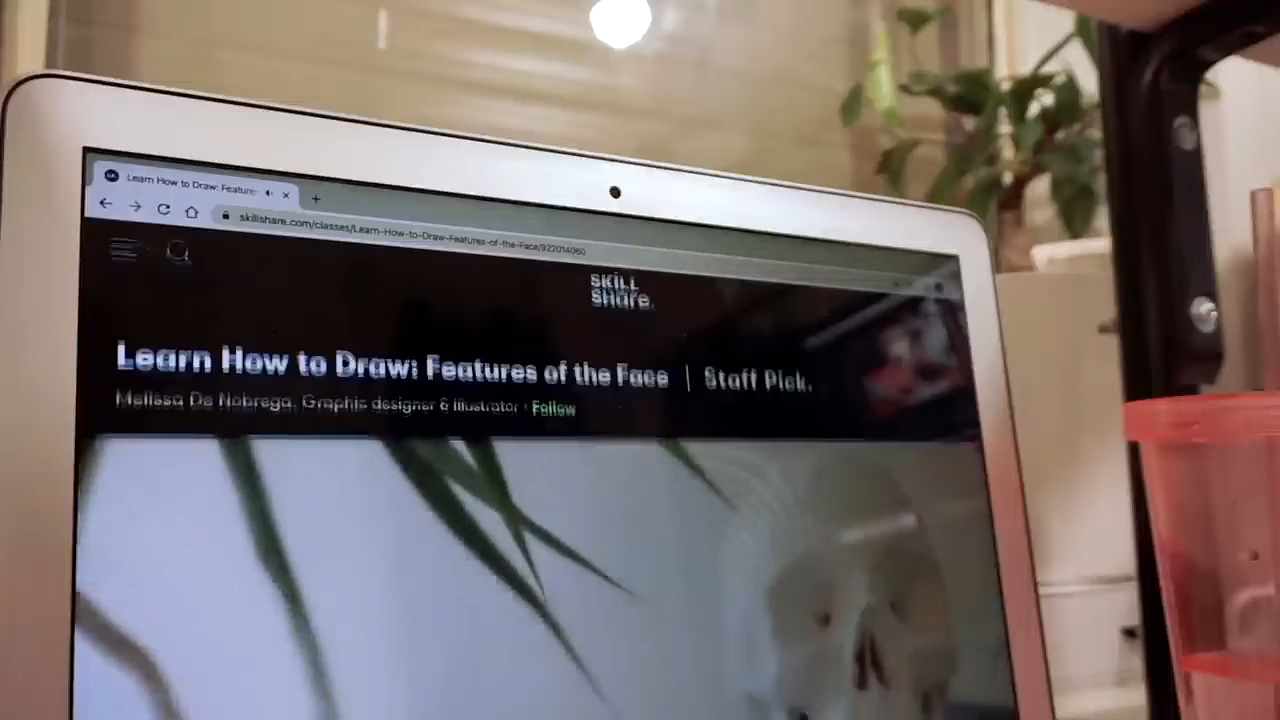 Learn How to Draw: Feature
skillshare.com/classes/Learn-How-to-Draw-Features-of-the-Face/922014060
SKILL
share.
Learn How to Draw: Features of the Face | Staff Pick.
Melissa De Nobrega, Graphic designer & illustrator · Follow